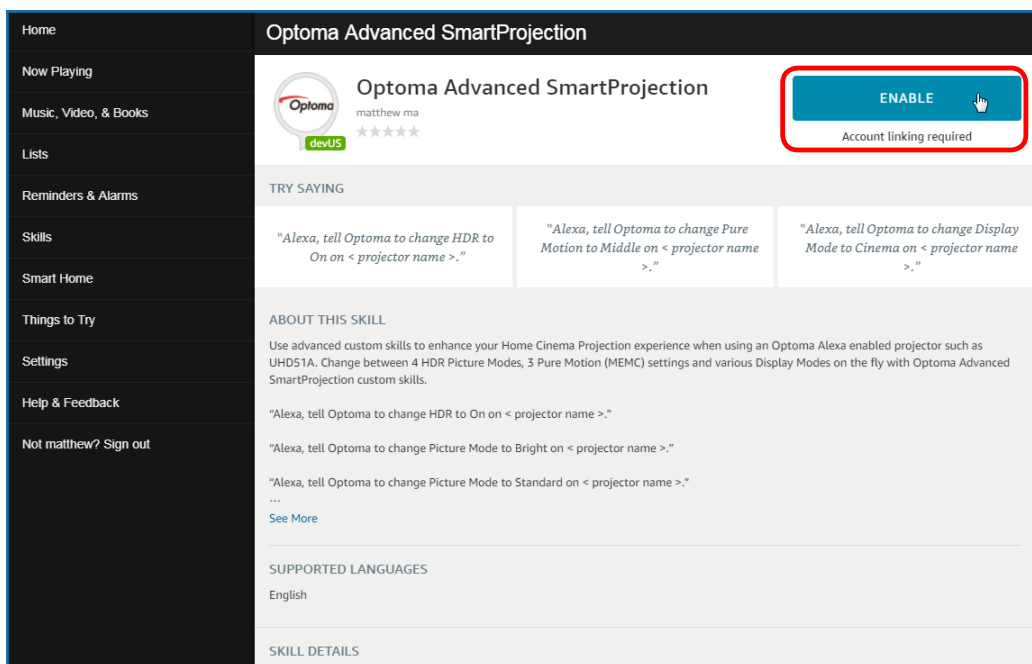 Home
Now Playing
Music, Video, & Books
Lists
Reminders & Alarms
Skills
Smart Home
Things to Try
Settings
Help & Feedback
Not matthew? Sign out
Optoma Advanced SmartProjection
Optoma
devUS
Optoma Advanced SmartProjection
matthew ma
ENABLE
Account linking required
TRY SAYING
"Alexa, tell Optoma to change HDR to
On on < projector name >."
"Alexa, tell Optoma to change Pure
Motion to Middle on < projector name
>."
"Alexa, tell Optoma to change Display
Mode to Cinema on < projector name
>."
ABOUT THIS SKILL
Use advanced custom skills to enhance your Home Cinema Projection experience when using an Optoma Alexa enabled projector such as
UHD51A. Change between 4 HDR Picture Modes, 3 Pure Motion (MEMC) settings and various Display Modes on the fly with Optoma Advanced
SmartProjection custom skills.
"Alexa, tell Optoma to change HDR to On on < projector name >."
"Alexa, tell Optoma to change Picture Mode to Bright on < projector name >."
"Alexa, tell Optoma to change Picture Mode to Standard on < projector name >."
...
See More
SUPPORTED LANGUAGES
English
SKILL DETAILS